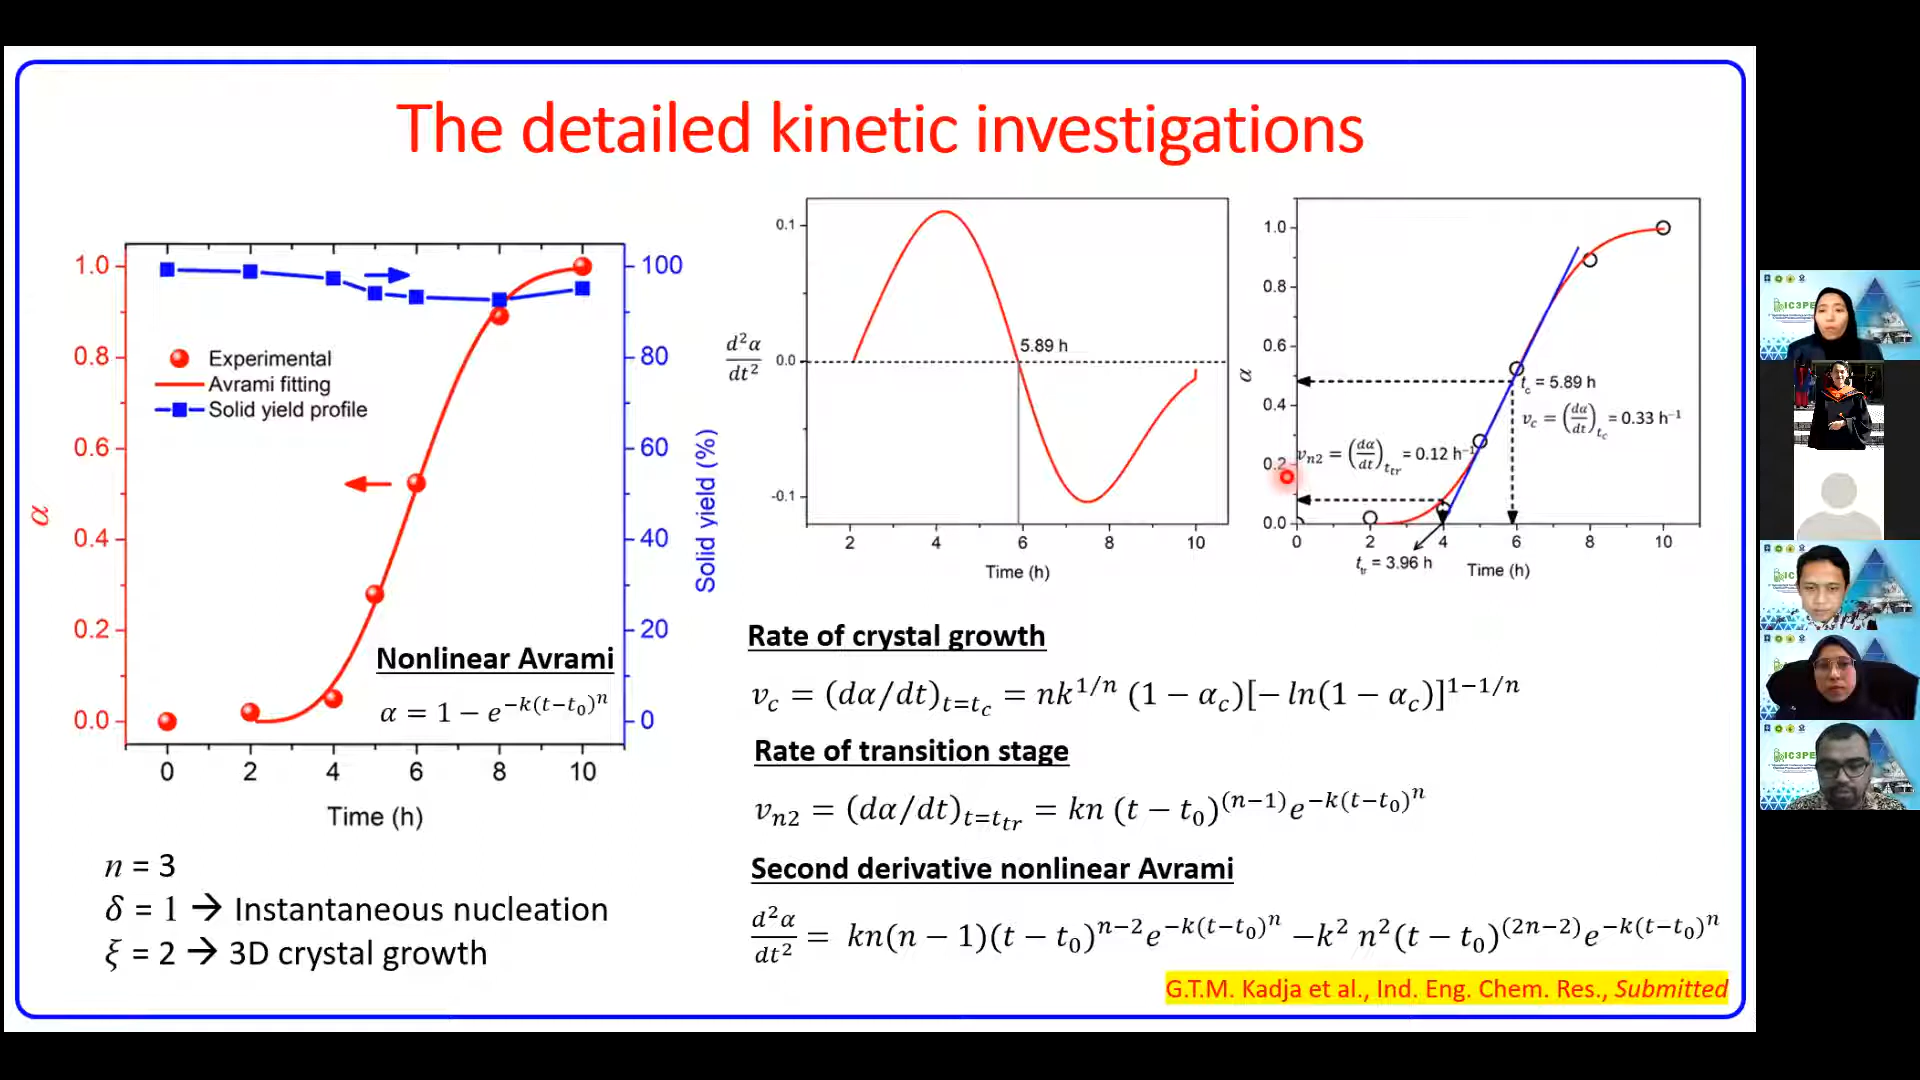 The detailed kinetic investigations
1.0
0.8
0.6
0.4
0.2
0.0
α
100
80
60
40
20
0
Solid yield (%)
Experimental
Avrami fitting
Solid yield profile
Nonlinear Avrami
α = 1 − e^{−k(t−t₀)^n}
0 2 4 6 8 10
Time (h)
n = 3
δ = 1 → Instantaneous nucleation
ξ = 2 → 3D crystal growth
0.1
0.0
-0.1
d²α/dt²
5.89 h
2 4 6 8 10
Time (h)
1.0
0.8
0.6
0.4
0.2
0.0
α
t_c = 5.89 h
v_c = (dα/dt)_{t_c} = 0.33 h⁻¹
v_{n2} = (dα/dt)_{t_{tr}} = 0.12 h⁻¹
0 2 4 6 8 10
t_{tr} = 3.96 h
Time (h)
Rate of crystal growth
v_c = (dα/dt)_{t=t_c} = nk^{1/n} (1 − α_c)[− ln(1 − α_c)]^{1−1/n}
Rate of transition stage
v_{n2} = (dα/dt)_{t=t_{tr}} = kn (t − t₀)^{(n−1)}e^{−k(t−t₀)^n}
Second derivative nonlinear Avrami
d²α/dt² = kn(n − 1)(t − t₀)^{n−2}e^{−k(t−t₀)^n} −k² n²(t − t₀)^{(2n−2)}e^{−k(t−t₀)^n}
G.T.M. Kadja et al., Ind. Eng. Chem. Res., Submitted
IC3PE
IC3PE